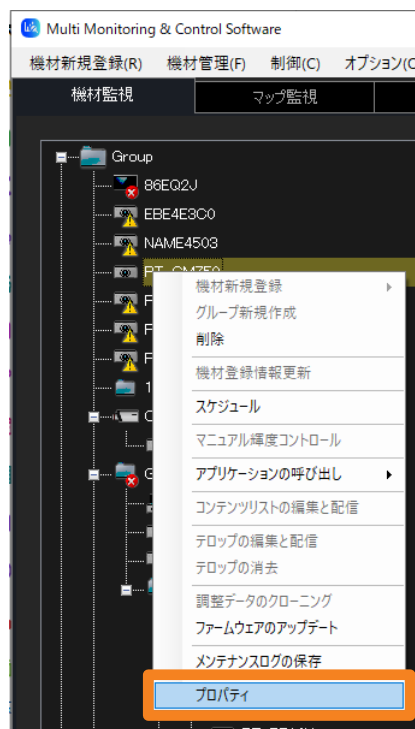 Multi Monitoring & Control Software
機材新規登録(R) 機材管理(F) 制御(C) オプション(O
機材監視 マップ監視
Group
86EQ2J
EBE4E3C0
NAME4503
機材新規登録
グループ新規作成
削除
機材登録情報更新
スケジュール
マニュアル輝度コントロール
アプリケーションの呼び出し
コンテンツリストの編集と配信
テロップの編集と配信
テロップの消去
調整データのクローニング
ファームウェアのアップデート
メンテナンスログの保存
プロパティ